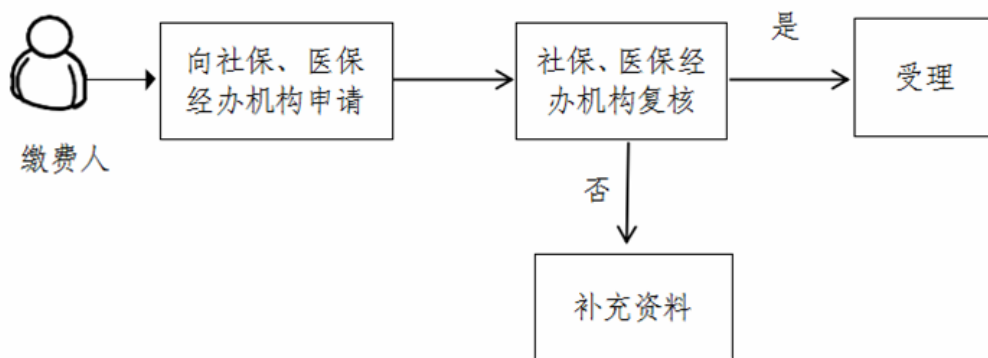 缴费人
向社保、医保
经办机构申请
社保、医保经
办机构复核
是
受理
否
补充资料